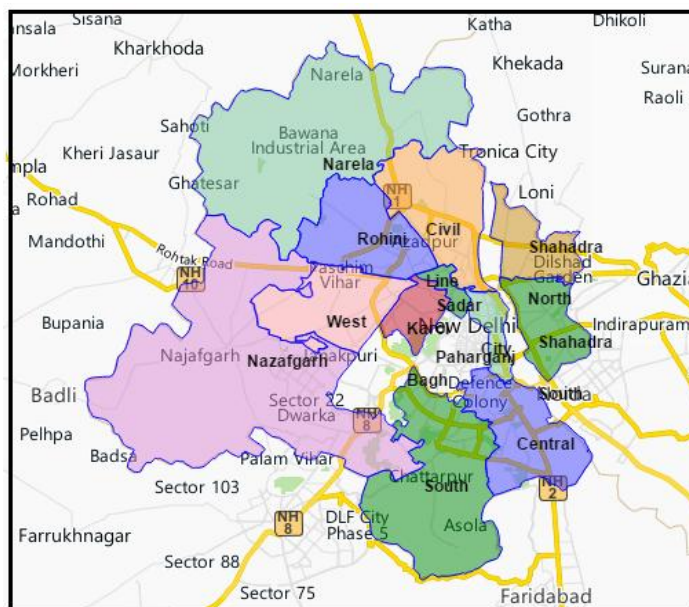 Sisana
Dhikoli
ansala
Katha
Kharkhoda
Khekada
Morkheri
Narela
Surana
Raoli
Gothra
Sahoti
Bawana
Industrial Area
Kheri Jasaur
Tronica City
mpla
Narela
Ghatesar
Loni
Rohad
NH
1
Civil
Mandothi
Rohini
Shahadra
Rohtak Road
Dilshad
Garden
NH
10
Paschim
Vihar
Line
Ghazia
North
Sadar
Bupania
West
Karol
New Delhi
Indirapuram
Shahadra
Najafgarh
Nazafgarh
Janakpuri
Paharganj
City
Bagh
Defence
Colony
Badli
Sector 22
Dwarka
South
NH
8
Pelhpa
Central
Badsa
Palam Vihar
Chattarpur
South
Sector 103
NH
2
DLF City
Phase 5
NH
8
Asola
Farrukhnagar
Sector 88
Sector 75
Faridabad